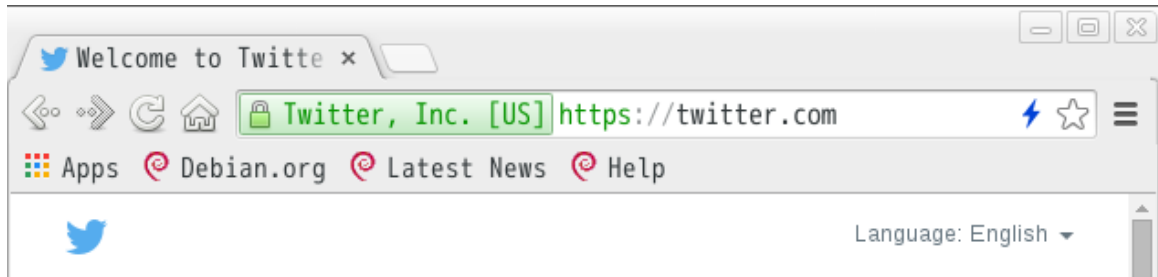 Welcome to Twitte
Twitter, Inc. [US] https://twitter.com
Apps Debian.org Latest News Help
Language: English